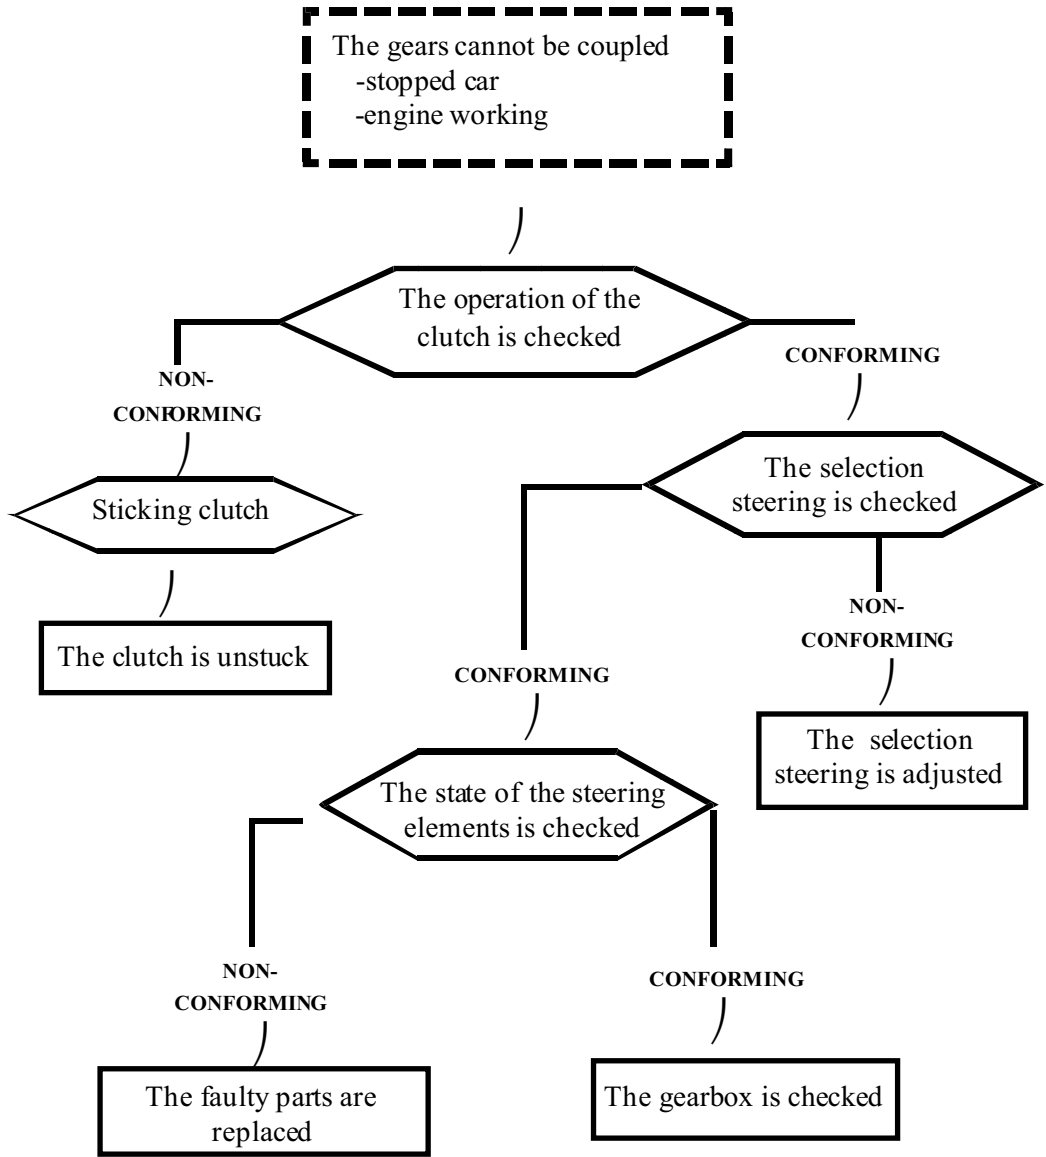 The gears cannot be coupled
-stopped car
-engine working
The operation of the
clutch is checked
NON-
CONFORMING
CONFORMING
Sticking clutch
The selection
steering is checked
The clutch is unstuck
NON-
CONFORMING
CONFORMING
The selection
steering is adjusted
The state of the steering
elements is checked
NON-
CONFORMING
CONFORMING
The faulty parts are
replaced
The gearbox is checked